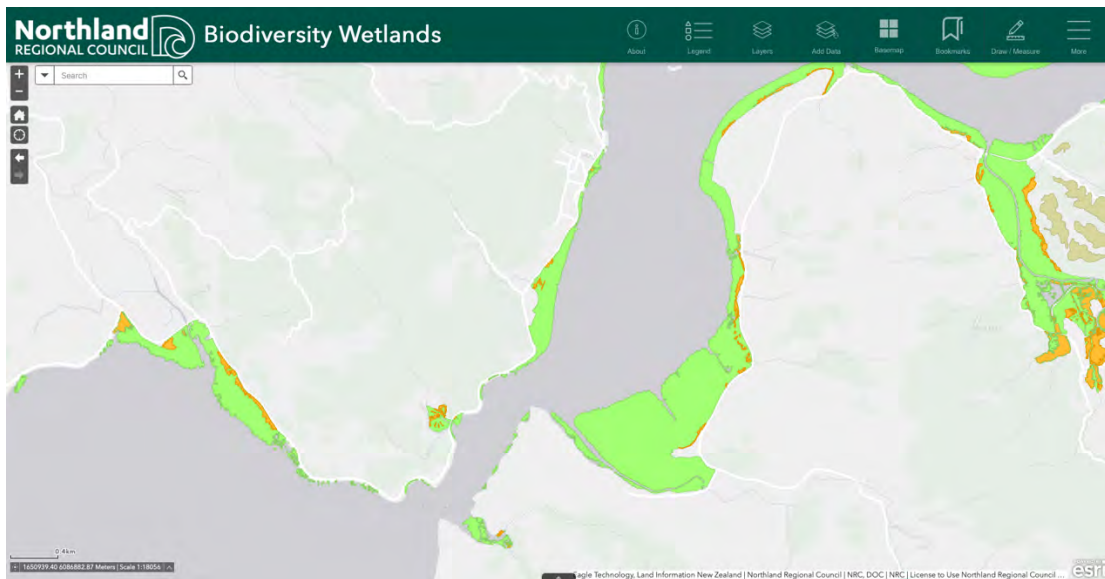 Northland
REGIONAL COUNCIL
Biodiversity Wetlands
About
Legend
Layers
Add Data
Basemap
Bookmarks
Draw / Measure
More
Search
0.4km
1650939.40 6086882.87 Meters | Scale 1:18056
Eagle Technology, Land Information New Zealand | Northland Regional Council | NRC, DOC | NRC | License to Use Northland Regional Council ...
esri